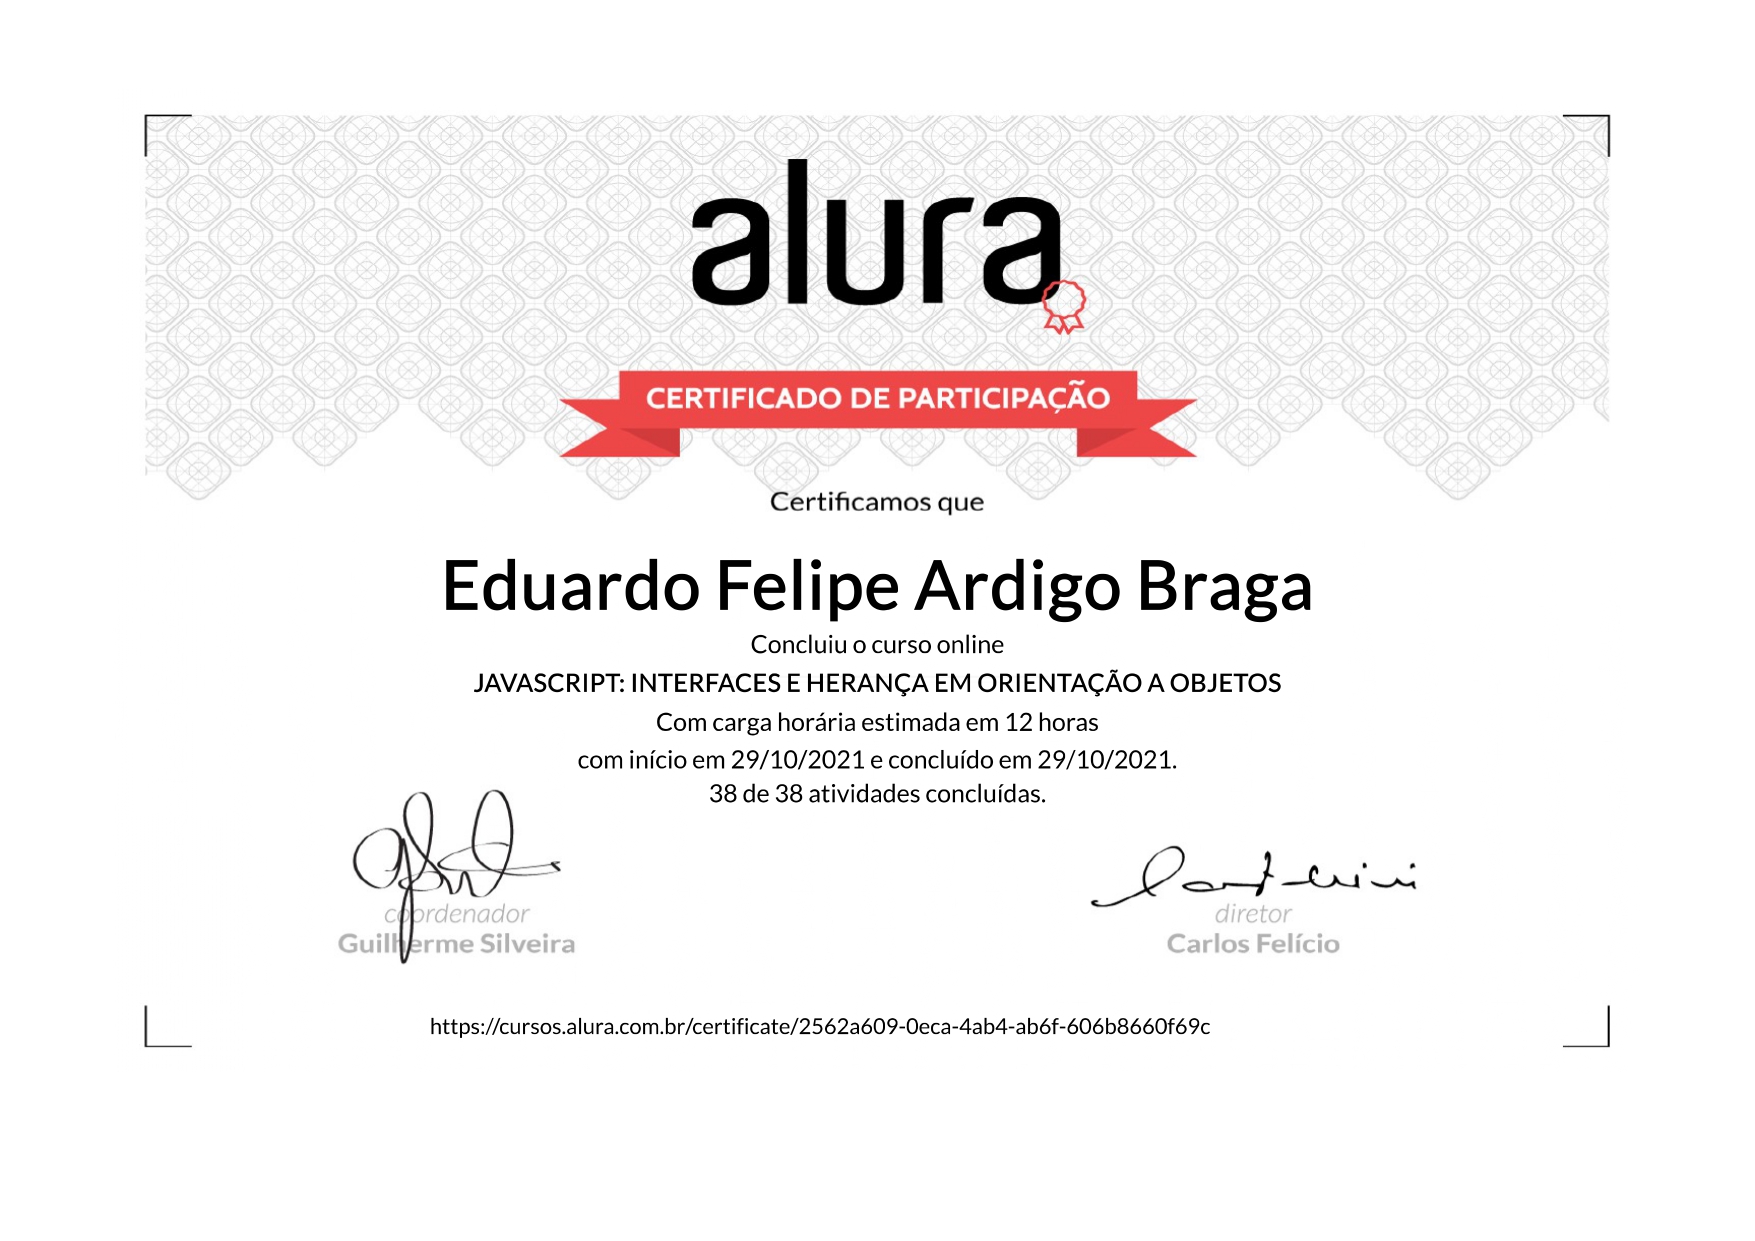 alura
CERTIFICADO DE PARTICIPAÇÃO
Certificamos que
Eduardo Felipe Ardigo Braga
Concluiu o curso online
JAVASCRIPT: INTERFACES E HERANÇA EM ORIENTAÇÃO A OBJETOS
Com carga horária estimada em 12 horas
com início em 29/10/2021 e concluído em 29/10/2021.
38 de 38 atividades concluídas.
coordenador
Guilherme Silveira
diretor
Carlos Felício
https://cursos.alura.com.br/certificate/2562a609-0eca-4ab4-ab6f-606b8660f69c